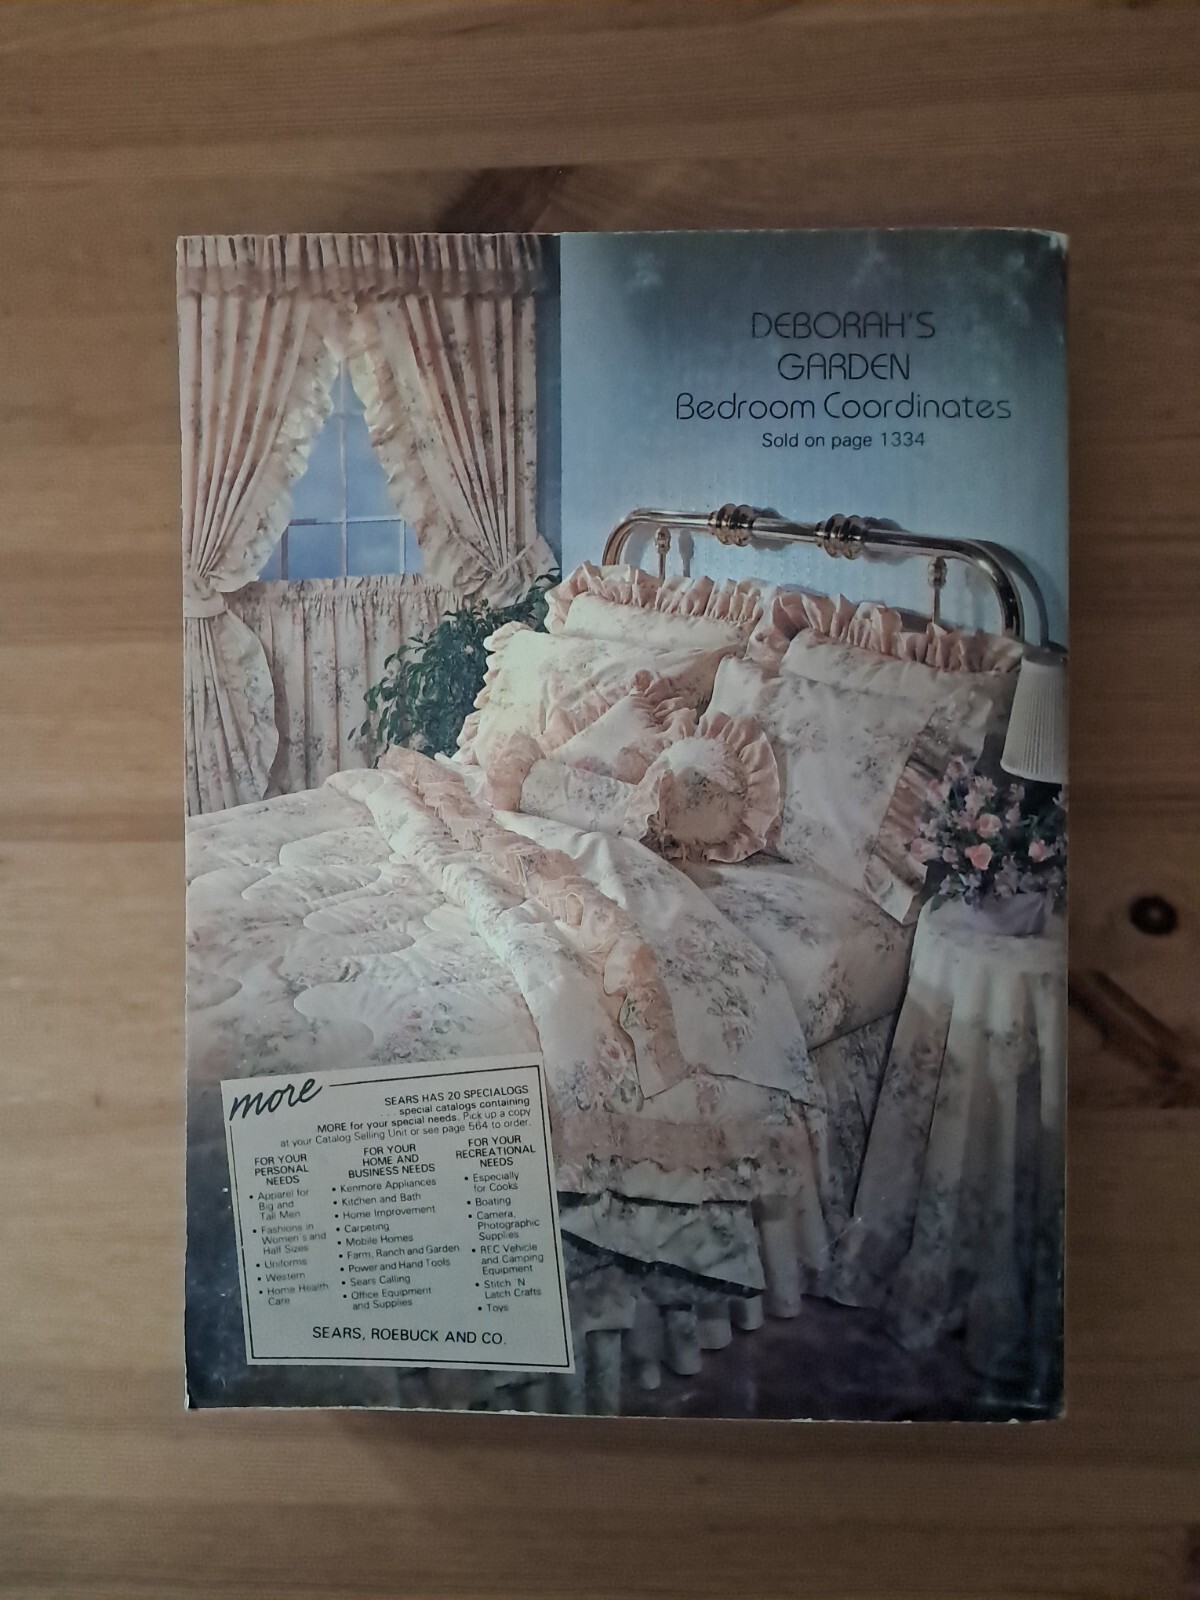 DEBORAH'S
GARDEN
Bedroom Coordinates
Sold on page 1334
more
SEARS HAS 20 SPECIALOGS
. . . special catalogs containing
MORE for your special needs. Pick up a copy
at your Catalog Selling Unit or see page 564 to order.
FOR YOUR
PERSONAL
NEEDS
• Apparel for
Big and
Tall Men
• Fashions in
Women's and
Half Sizes
• Uniforms
• Western
• Home Health
Care
FOR YOUR
HOME AND
BUSINESS NEEDS
• Kenmore Appliances
• Kitchen and Bath
• Home Improvement
• Carpeting
• Mobile Homes
• Farm, Ranch and Garden
• Power and Hand Tools
• Sears Calling
• Office Equipment
and Supplies
FOR YOUR
RECREATIONAL
NEEDS
• Especially
for Cooks
• Boating
• Camera,
Photographic
Supplies
• REC Vehicle
and Camping
Equipment
• Stitch 'N
Latch Crafts
• Toys
SEARS, ROEBUCK AND CO.